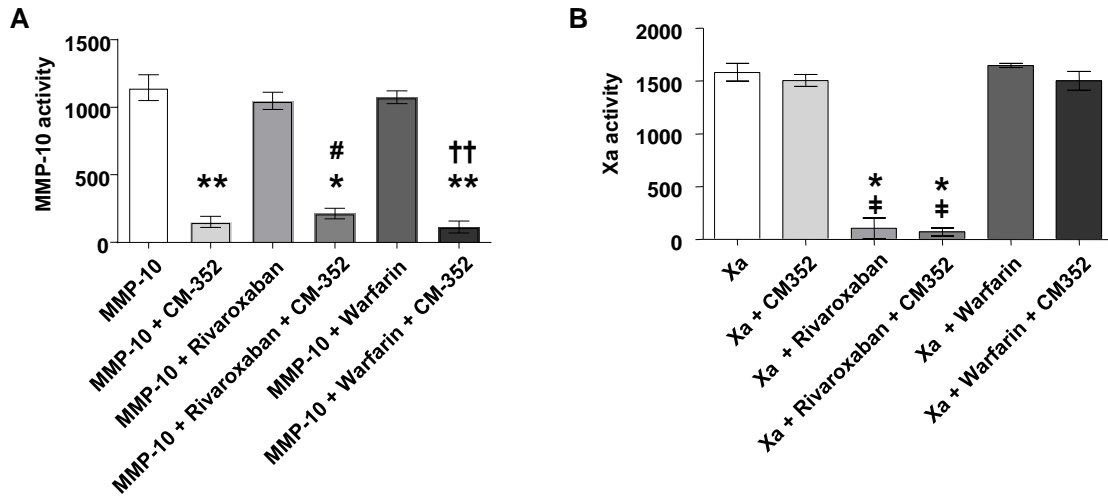 A
MMP-10 activity
1500
1000
500
0
**
#
*
††
**
MMP-10
MMP-10 + CM-352
MMP-10 + Rivaroxaban
MMP-10 + Rivaroxaban + CM-352
MMP-10 + Warfarin
MMP-10 + Warfarin + CM-352
B
Xa activity
2000
1500
1000
500
0
*
ǂ
*
ǂ
Xa
Xa + CM352
Xa + Rivaroxaban
Xa + Rivaroxaban + CM352
Xa + Warfarin
Xa + Warfarin + CM352